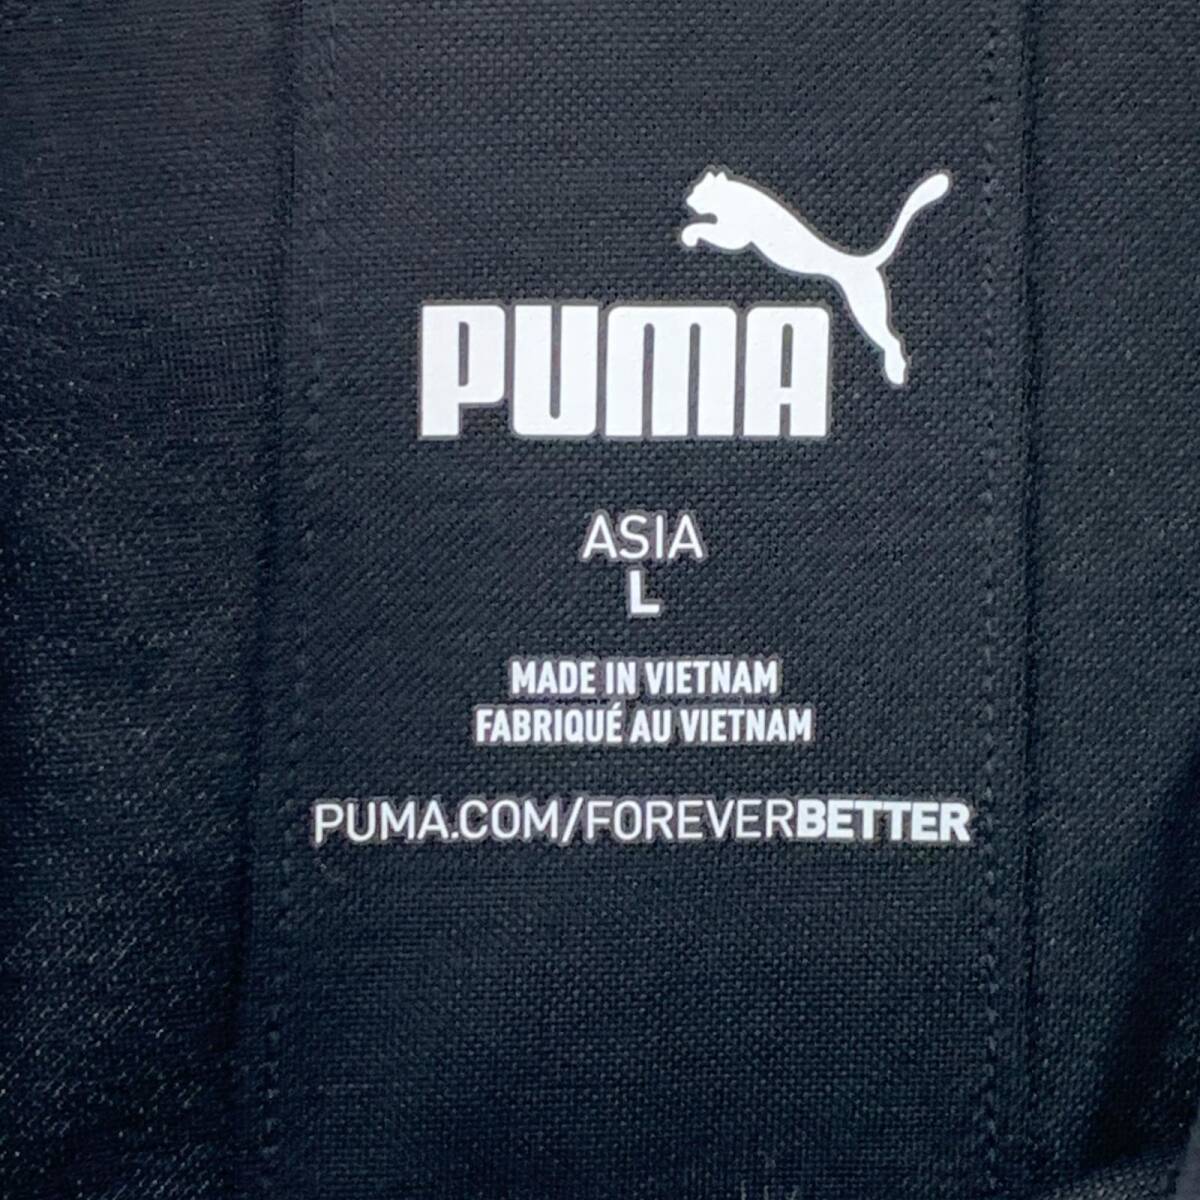 PUMA
ASIA
L
MADE IN VIETNAM
FABRIQUÉ AU VIETNAM
PUMA.COM/FOREVERBETTER